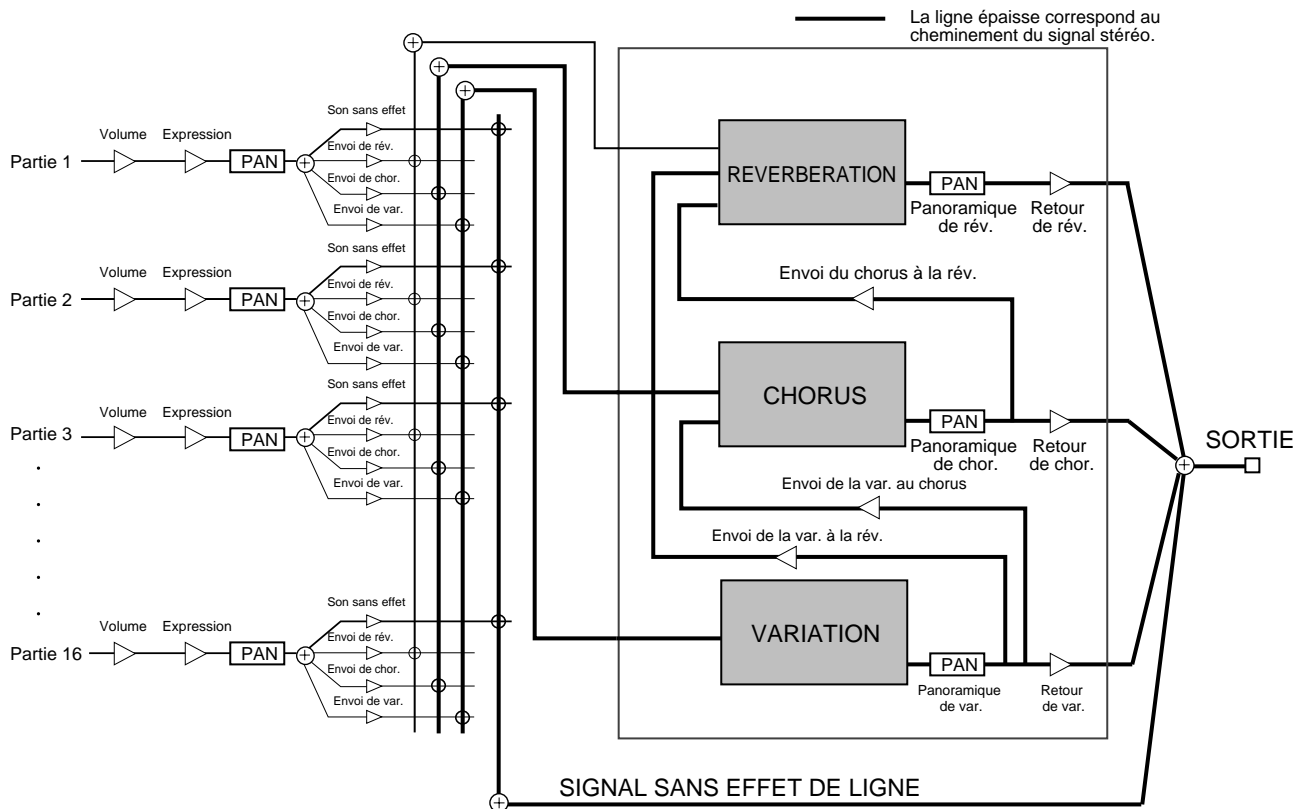 La ligne épaisse correspond au
cheminement du signal stéréo.
Partie 1
Volume
Expression
PAN
Son sans effet
Envoi de rév.
Envoi de chor.
Envoi de var.
Partie 2
Volume
Expression
PAN
Son sans effet
Envoi de rév.
Envoi de chor.
Envoi de var.
Partie 3
Volume
Expression
PAN
Son sans effet
Envoi de rév.
Envoi de chor.
Envoi de var.
Partie 16
Volume
Expression
PAN
Son sans effet
Envoi de rév.
Envoi de chor.
Envoi de var.
REVERBERATION
PAN
Panoramique
de rév.
Retour
de rév.
Envoi du chorus à la rév.
CHORUS
PAN
Panoramique
de chor.
Retour
de chor.
Envoi de la var. au chorus
Envoi de la var. à la rév.
VARIATION
PAN
Panoramique
de var.
Retour
de var.
SORTIE
SIGNAL SANS EFFET DE LIGNE